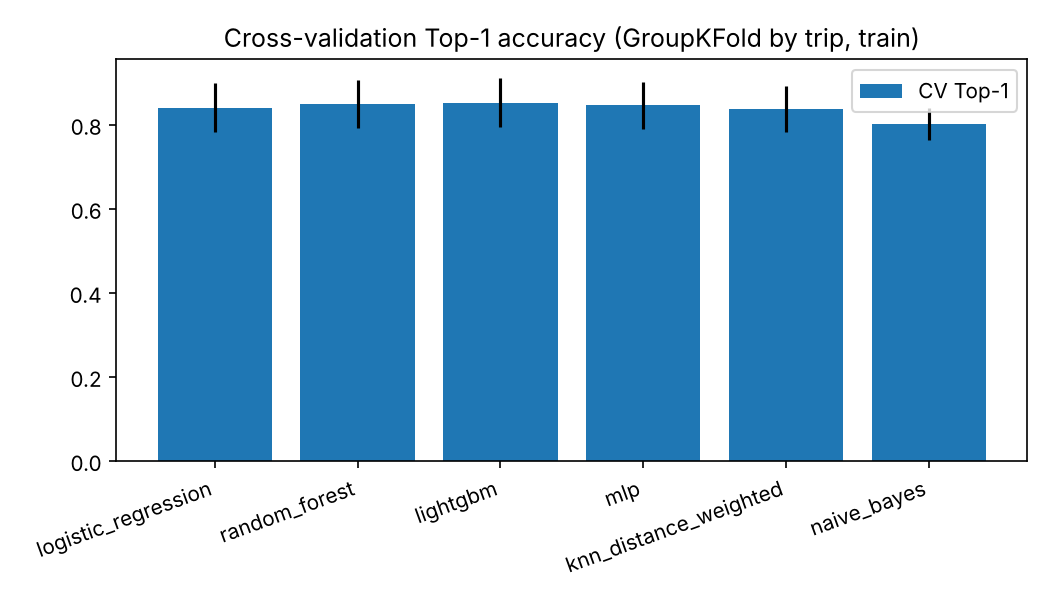 Cross-validation Top-1 accuracy (GroupKFold by trip, train)
CV Top-1
0.8
0.6
0.4
0.2
0.0
logistic_regression
random_forest
lightgbm
mlp
knn_distance_weighted
naive_bayes